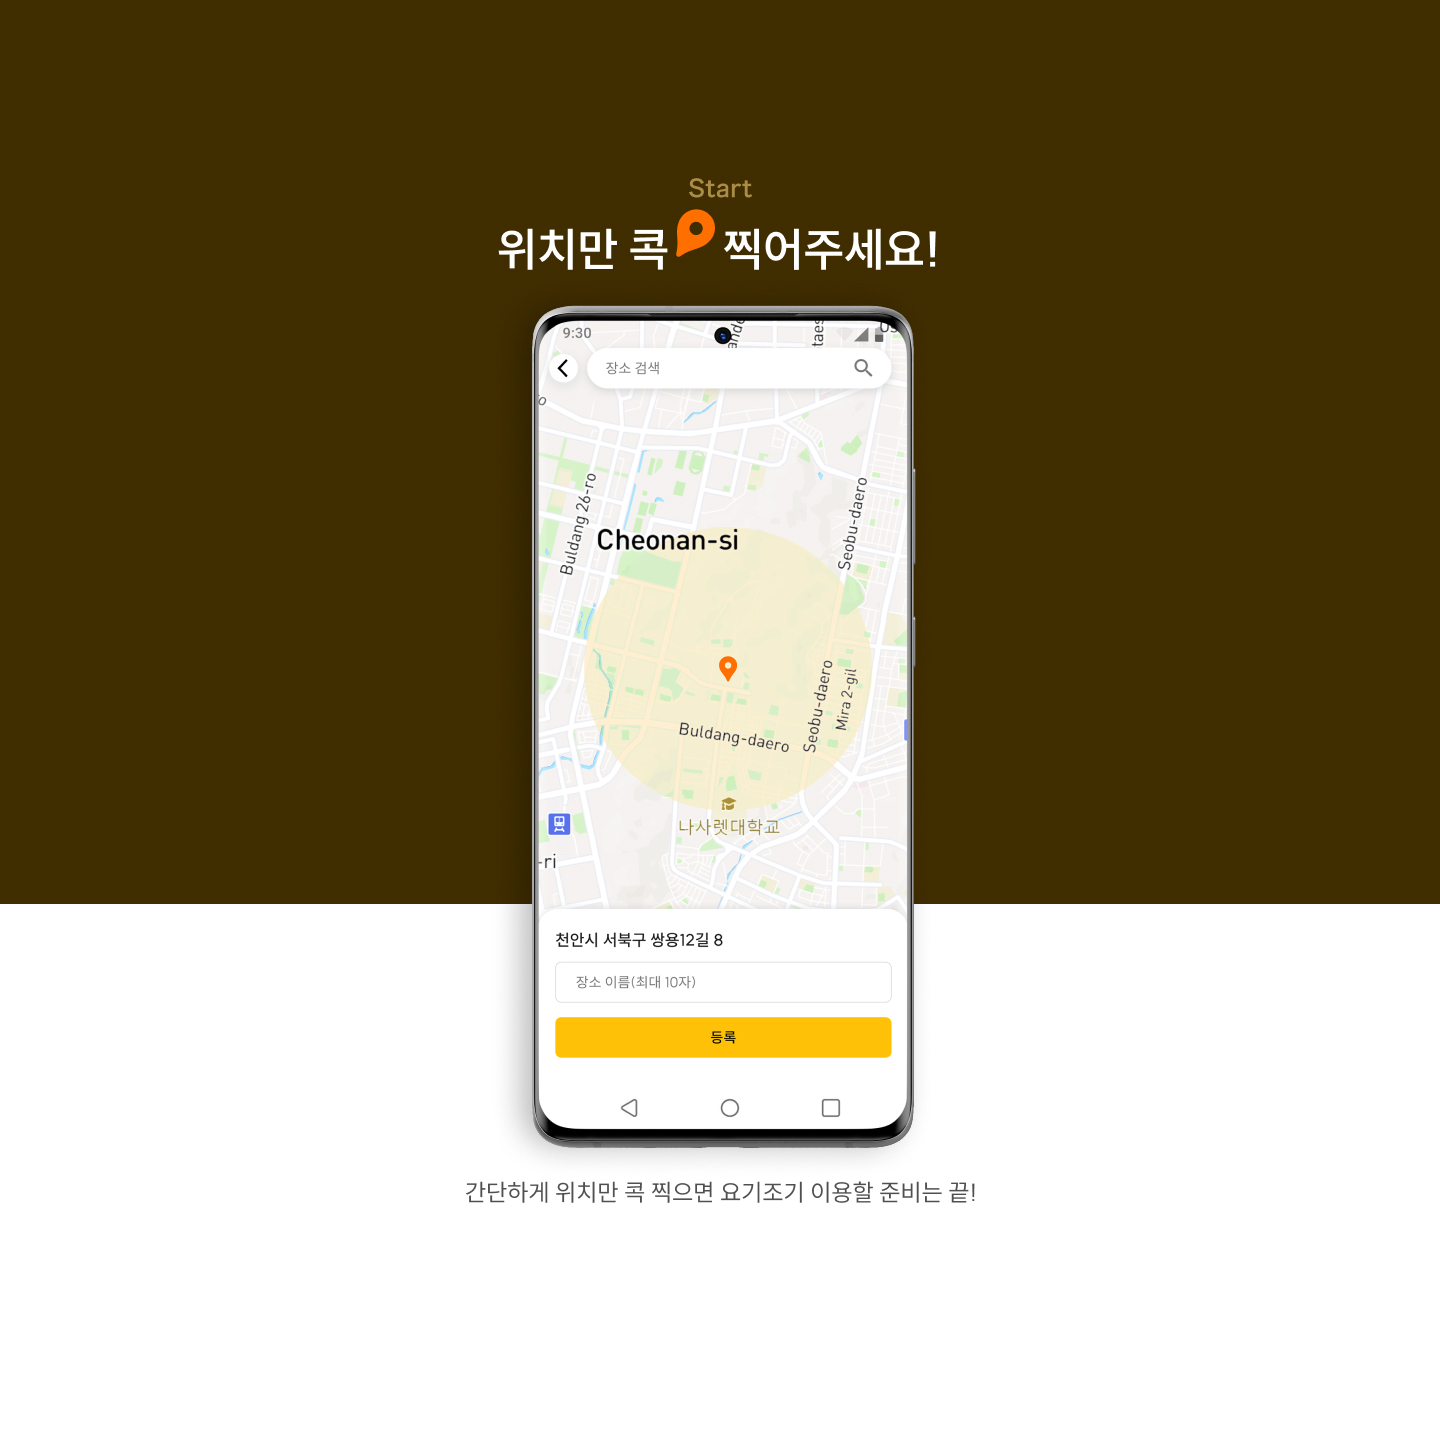 Start
위치만 콕 찍어주세요!
9:30
장소 검색
Buldang 26-ro
Cheonan-si
Seobu-daero
Seobu-daero
Mira 2-gil
Buldang-daero
나사렛대학교
-ri
천안시 서북구 쌍용12길 8
장소 이름(최대 10자)
등록
간단하게 위치만 콕 찍으면 요기조기 이용할 준비는 끝!